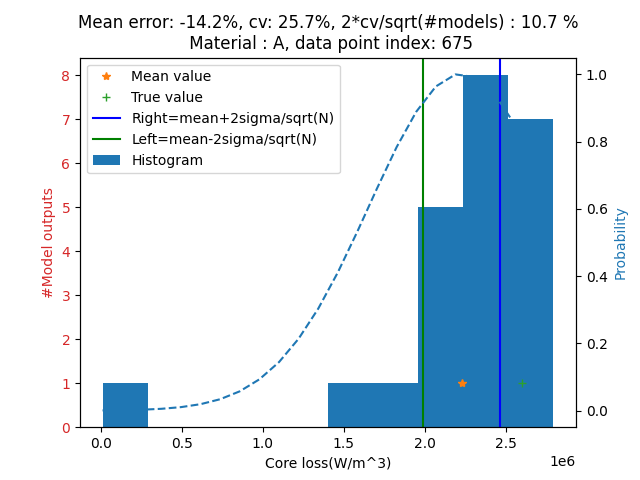 Mean error: -14.2%, cv: 25.7%, 2*cv/sqrt(#models) : 10.7 %
Material : A, data point index: 675
Mean value
True value
Right=mean+2sigma/sqrt(N)
Left=mean-2sigma/sqrt(N)
Histogram
8
7
6
5
4
3
2
1
0
#Model outputs
1.0
0.8
0.6
0.4
0.2
0.0
Probability
0.0 0.5 1.0 1.5 2.0 2.5
1e6
Core loss(W/m^3)